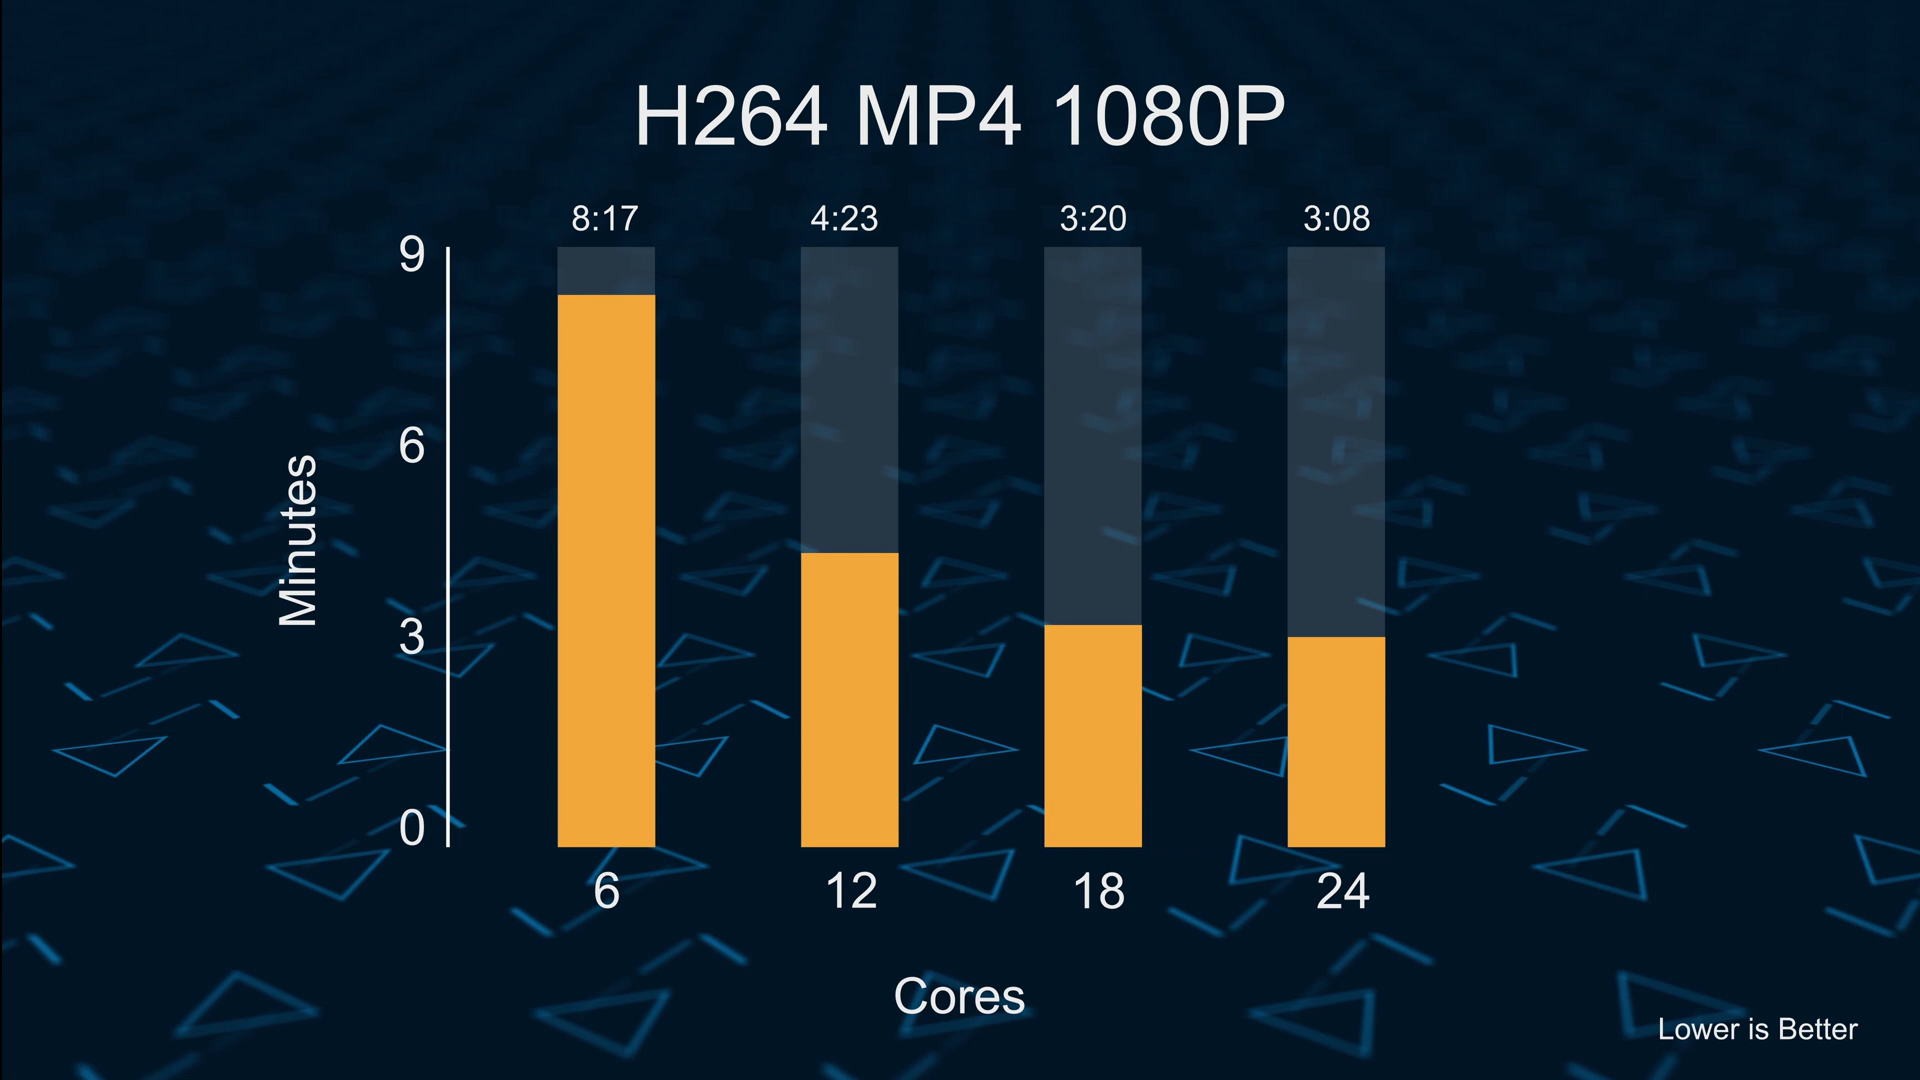 H264 MP4 1080P
8:17 4:23 3:20 3:08
9
6
3
0
Minutes
6 12 18 24
Cores
Lower is Better